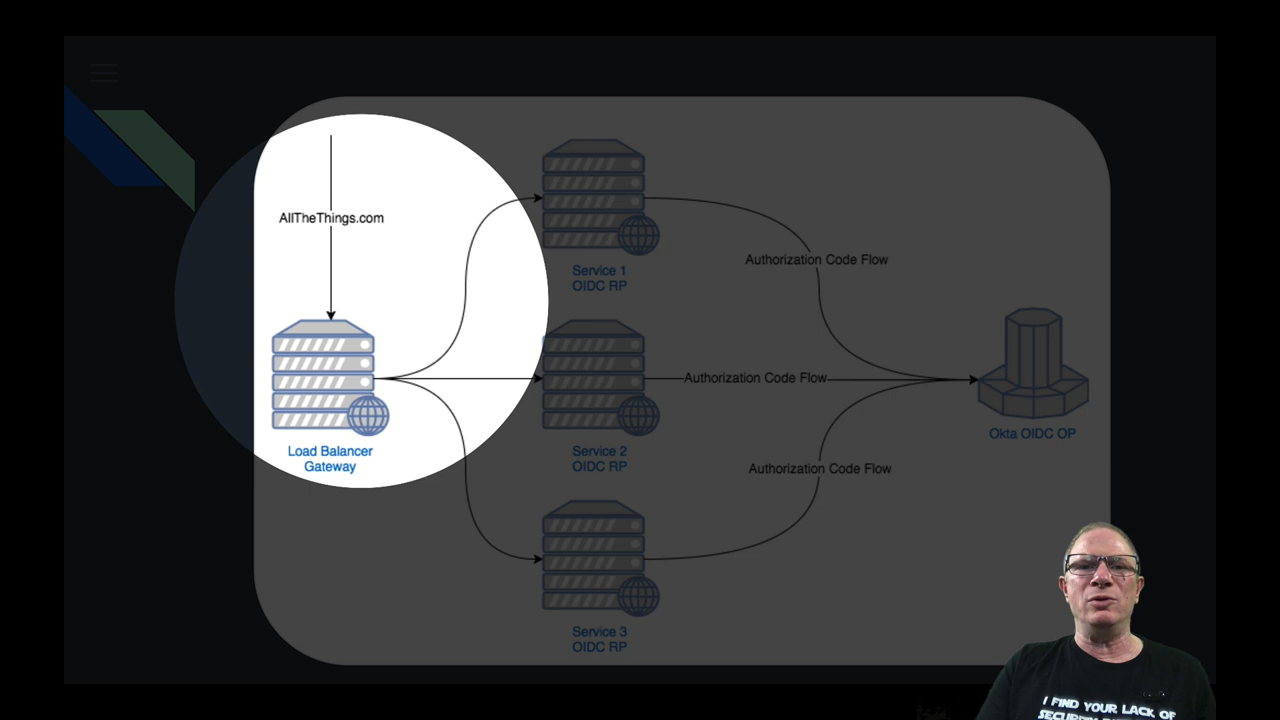 AllTheThings.com
Load Balancer
Gateway
Service 1
OIDC RP
Service 2
OIDC RP
Service 3
OIDC RP
Authorization Code Flow
Authorization Code Flow
Authorization Code Flow
Okta OIDC OP
I FIND YOUR LACK OF
SECURITY